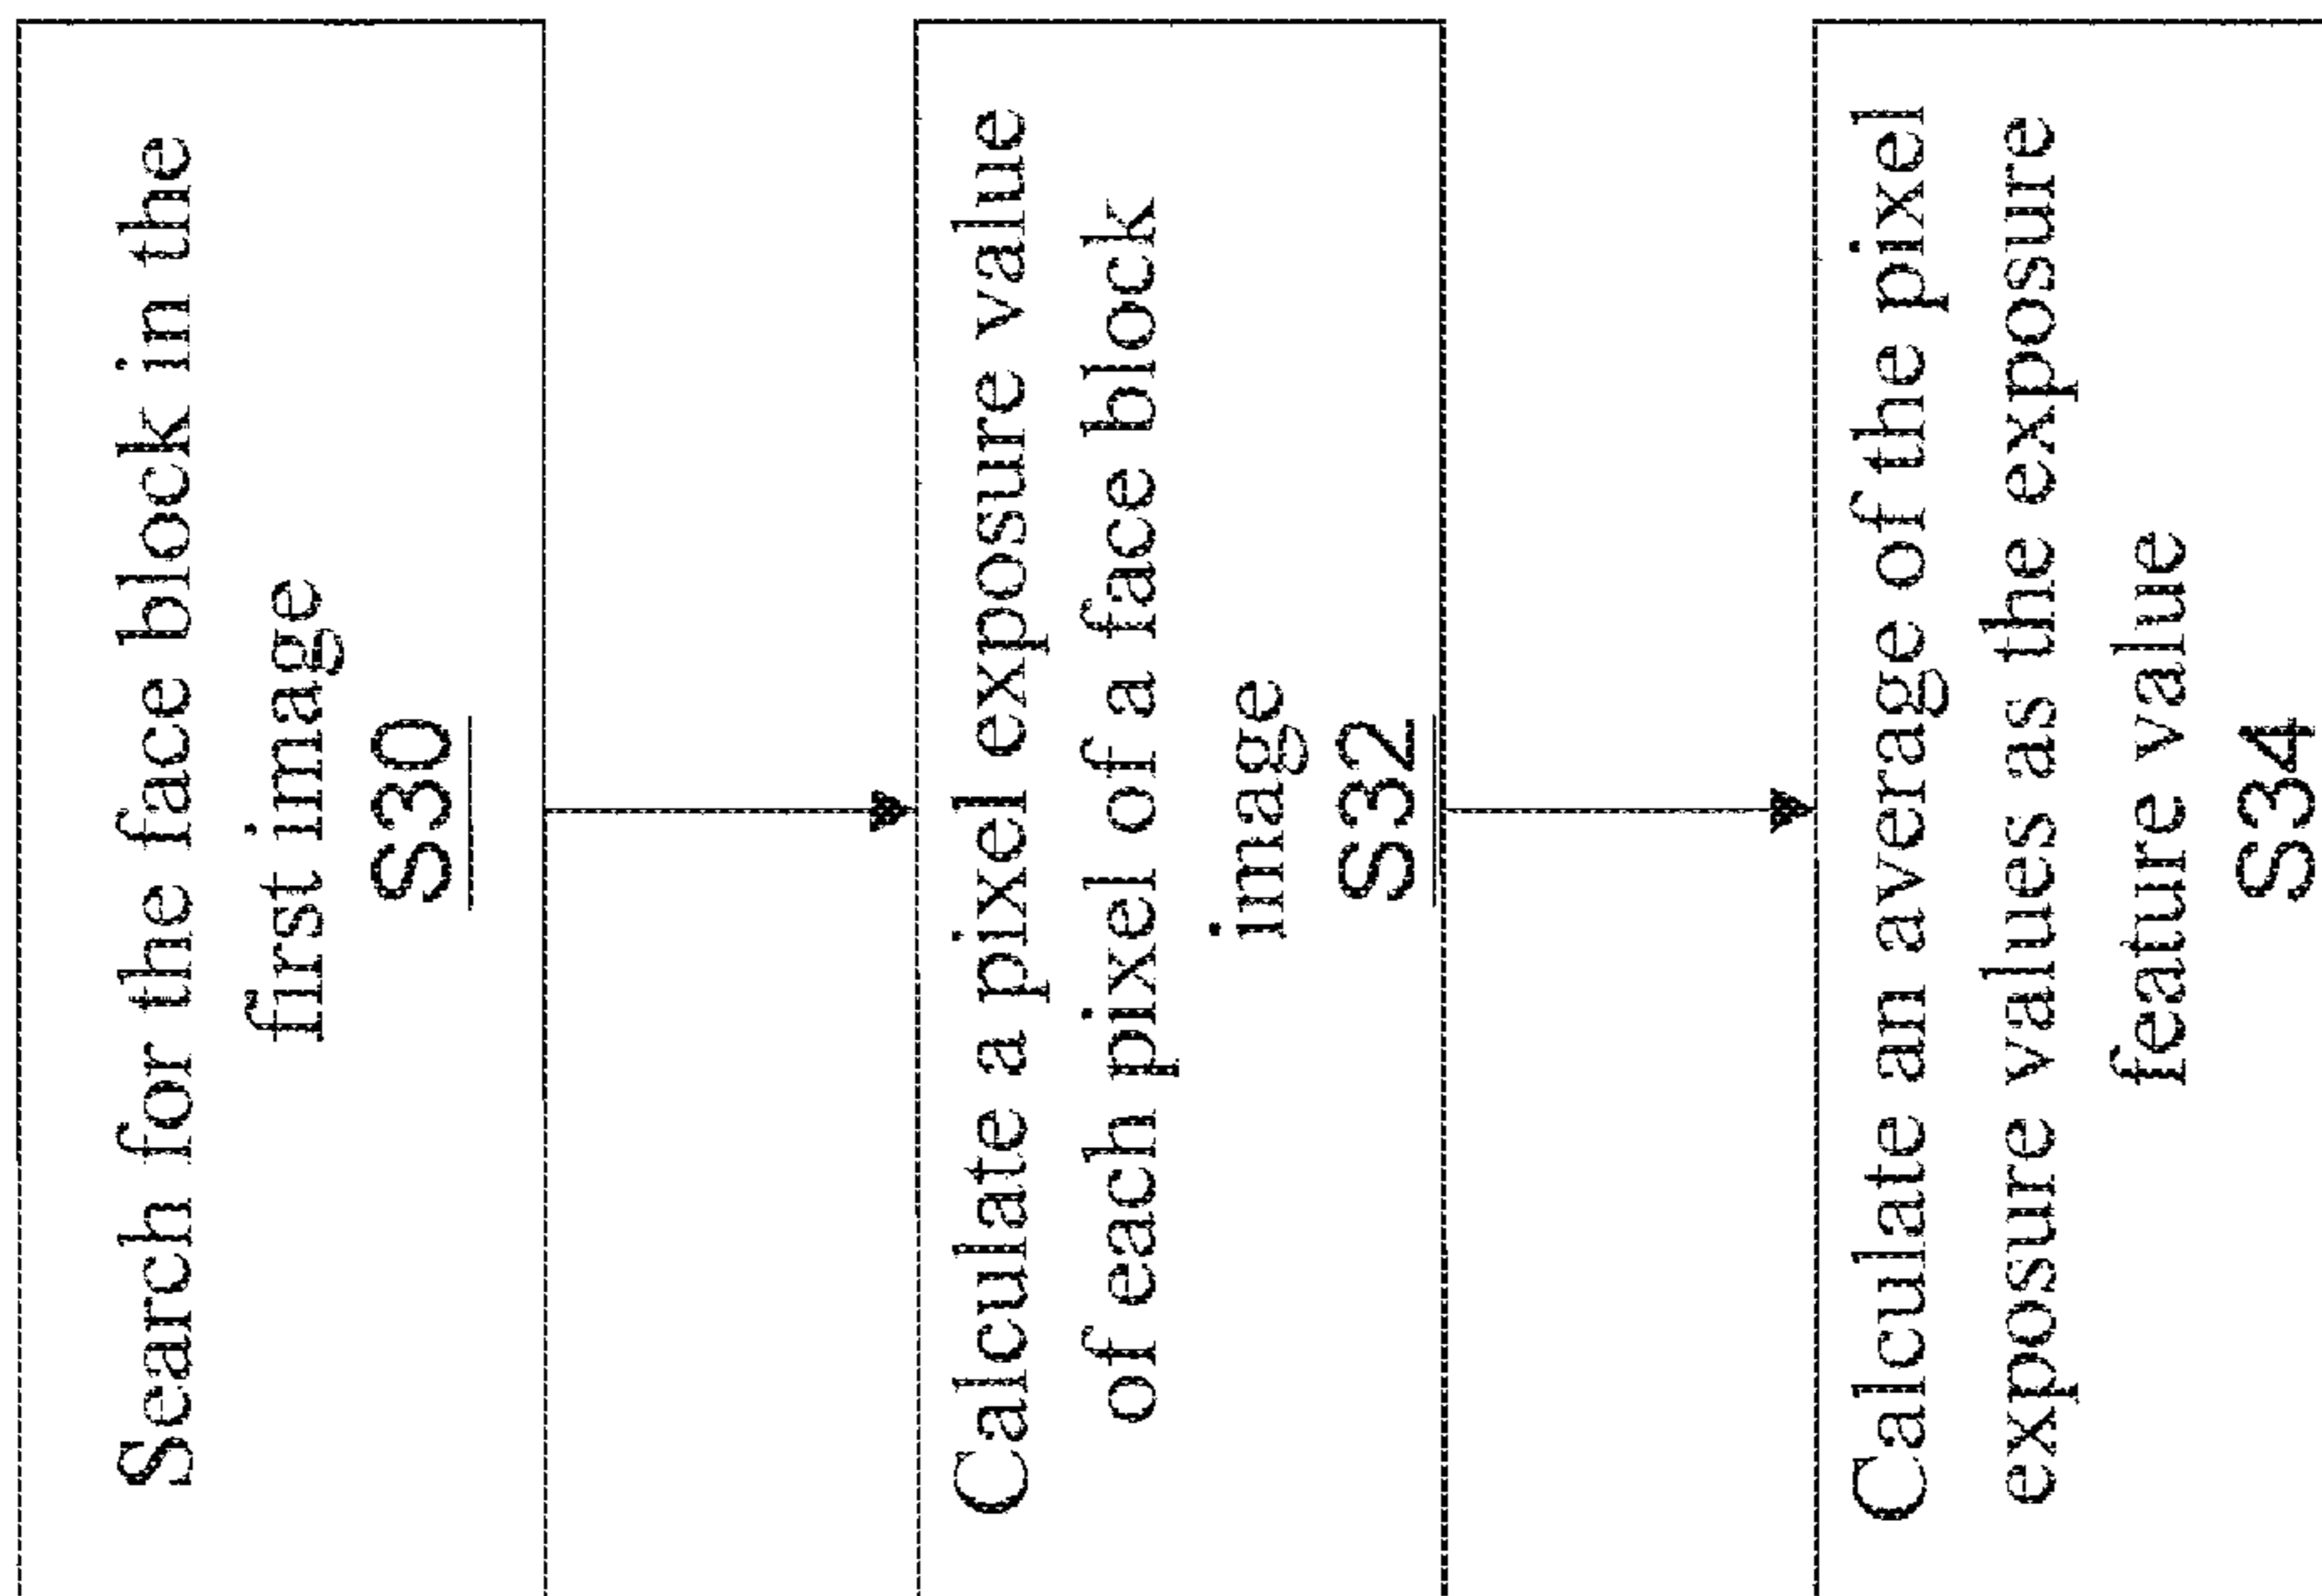 Search for the face block in the
first image
S30
Calculate a pixel exposure value
of each pixel of a face block
image
S32
Calculate an average of the pixel
exposure values as the exposure
feature value
S34